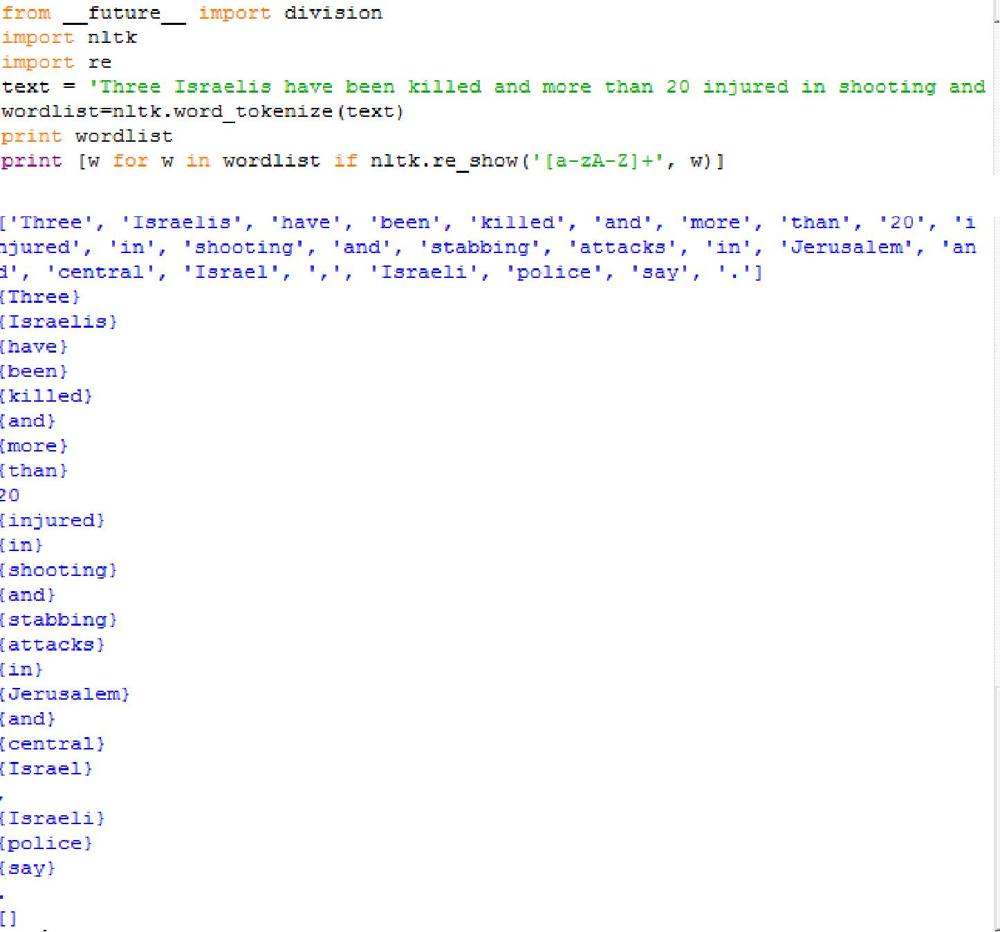 from __future__ import division
import nltk
import re
text = 'Three Israelis have been killed and more than 20 injured in shooting and
wordlist=nltk.word_tokenize(text)
print wordlist
print [w for w in wordlist if nltk.re_show('[a-zA-Z]+', w)]
['Three', 'Israelis', 'have', 'been', 'killed', 'and', 'more', 'than', '20', 'i
njured', 'in', 'shooting', 'and', 'stabbing', 'attacks', 'in', 'Jerusalem', 'an
d', 'central', 'Israel', ',', 'Israeli', 'police', 'say', '.']
{Three}
{Israelis}
{have}
{been}
{killed}
{and}
{more}
{than}
20
{injured}
{in}
{shooting}
{and}
{stabbing}
{attacks}
{in}
{Jerusalem}
{and}
{central}
{Israel}
,
{Israeli}
{police}
{say}
.
[]